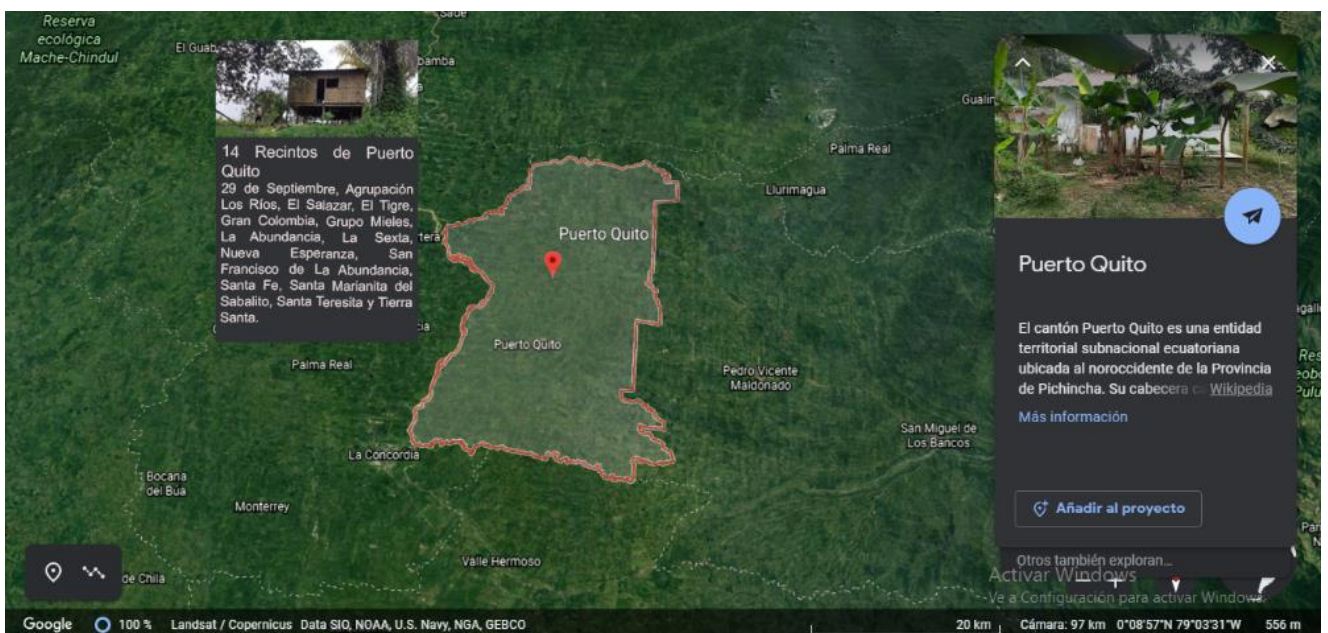 Reserva
ecológica
Mache-Chindul
Sade
El Guab
bamba
Gualin
Palma Real
Llurimagua
14 Recintos de Puerto
Quito
29 de Septiembre, Agrupación
Los Ríos, El Salazar, El Tigre,
Gran Colombia, Grupo Mieles,
La Abundancia, La Sexta,
Nueva Esperanza, San
Francisco de La Abundancia,
Santa Fe, Santa Marianita del
Sabalito, Santa Teresita y Tierra
Santa.
tera
ia
Puerto Quito
Puerto Quito
Palma Real
Pedro Vicente
Maldonado
San Miguel de
Los Bancos
La Concordia
Bocana
del Búa
Monterrey
Valle Hermoso
de Chila
Puerto Quito
El cantón Puerto Quito es una entidad
territorial subnacional ecuatoriana
ubicada al noroccidente de la Provincia
de Pichincha. Su cabecera c Wikipedia
Más información
Añadir al proyecto
Otros también exploran...
Activar Windows
Ve a Configuración para activar Windows.
Google 100 % Landsat / Copernicus Data SIO, NOAA, U.S. Navy, NGA, GEBCO 20 km Cámara: 97 km 0°08'57"N 79°03'31"W 556 m